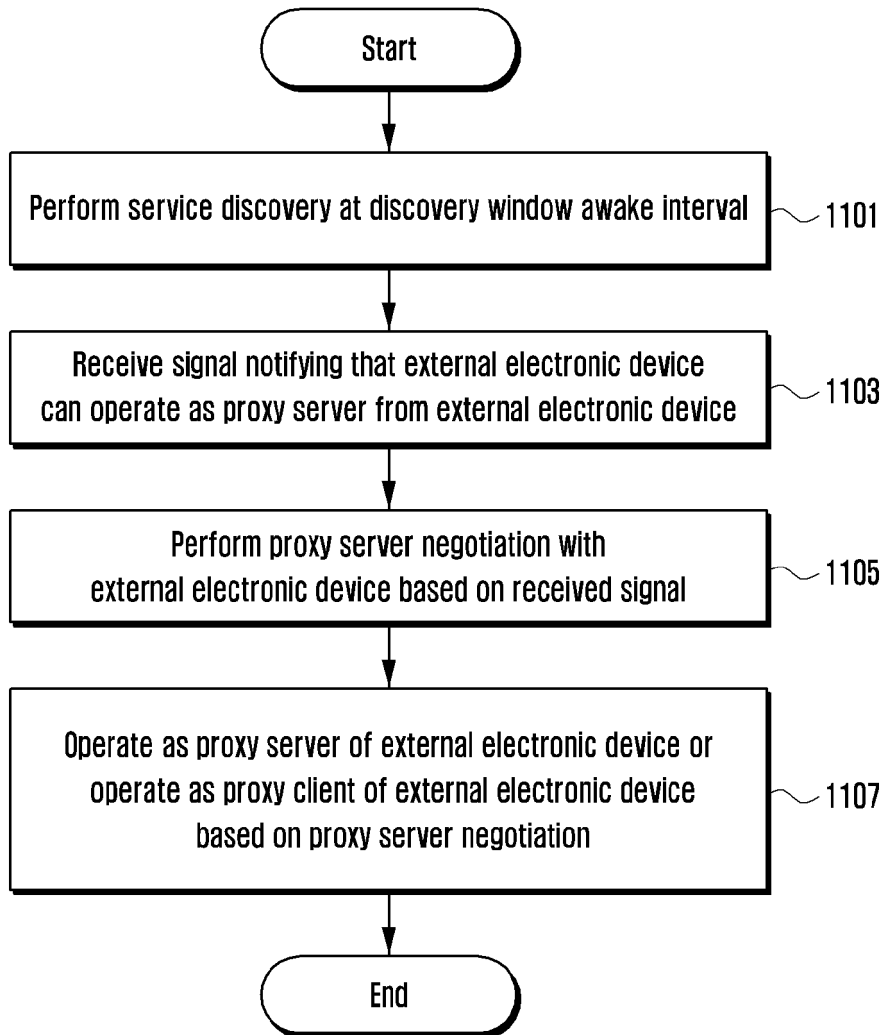 Start
Perform service discovery at discovery window awake interval
1101
Receive signal notifying that external electronic device
can operate as proxy server from external electronic device
1103
Perform proxy server negotiation with
external electronic device based on received signal
1105
Operate as proxy server of external electronic device or
operate as proxy client of external electronic device
based on proxy server negotiation
1107
End